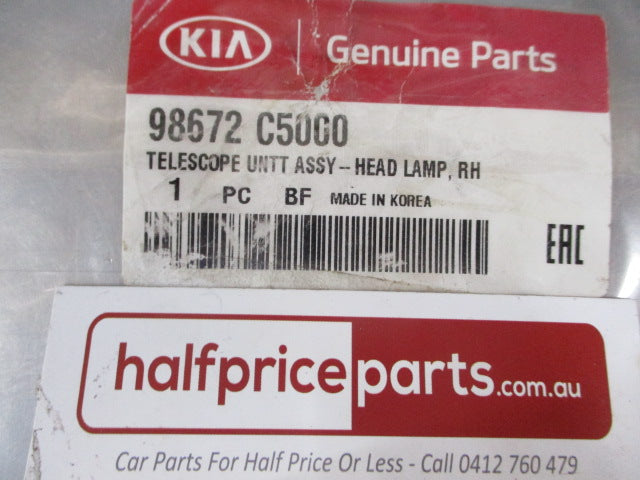 KIA Genuine Parts
98672 C5000
TELESCOPE UNTT ASSY-HEAD LAMP, RH
1 PC BF MADE IN KOREA
EAC
halfpriceparts.com.au
Car Parts For Half Price Or Less - Call 0412 760 479